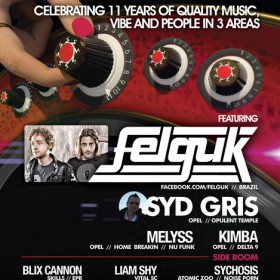 CELEBRATING 11 YEARS OF QUALITY MUSIC,
VIBE AND PEOPLE IN 3 AREAS
FEATURING
felguk
FACEBOOK.COM/FELGUK // BRAZIL
SYD GRIS
OPEL // OPULENT TEMPLE
MELYSS KIMBA
OPEL // HOME BREAKIN // NU FUNK OPEL // DELTA 9
SIDE ROOM
BLIX CANNON LIAM SHY SYCHOSIS
SKILLS // EPR VITAL SC ATOMIC ZOO // NOISE PORN